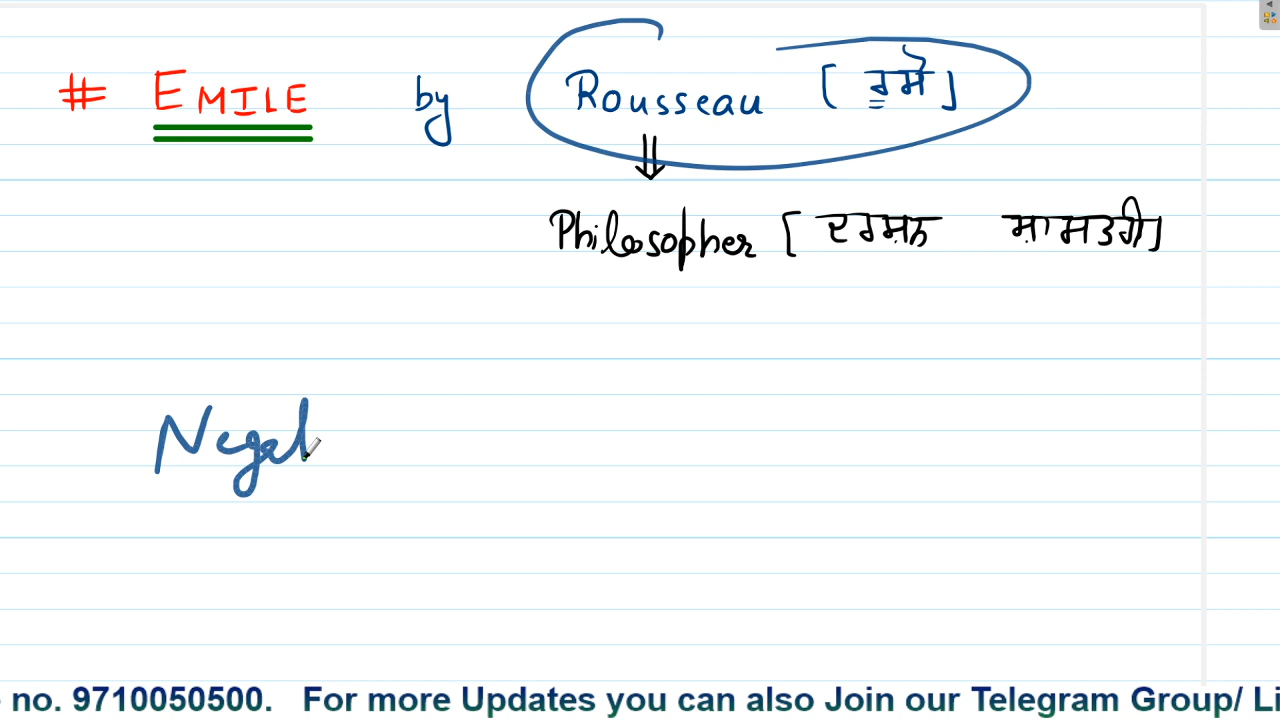 # EMILE by Rousseau [ ਰੂਸੋ ]
Philosopher [ ਦਰਸ਼ਨ ਸ਼ਾਸਤਰੀ ]
Negat
e no. 9710050500. For more Updates you can also Join our Telegram Group/ Li